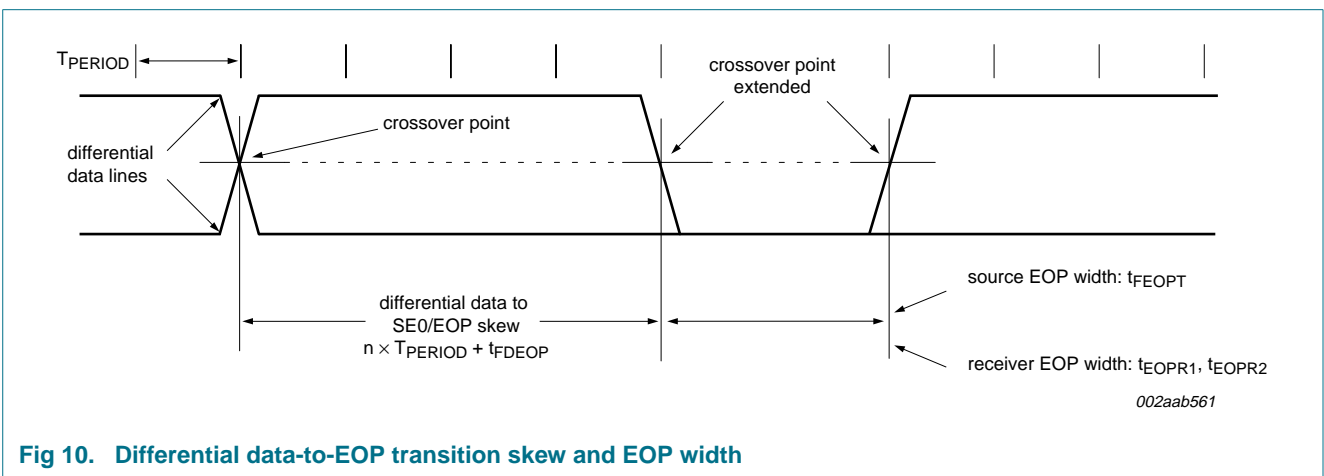 TPERIOD
crossover point
extended
crossover point
differential
data lines
differential data to
SE0/EOP skew
n × TPERIOD + tFDEOP
source EOP width: tFEOPT
receiver EOP width: tEOPR1, tEOPR2
002aab561
Fig 10. Differential data-to-EOP transition skew and EOP width